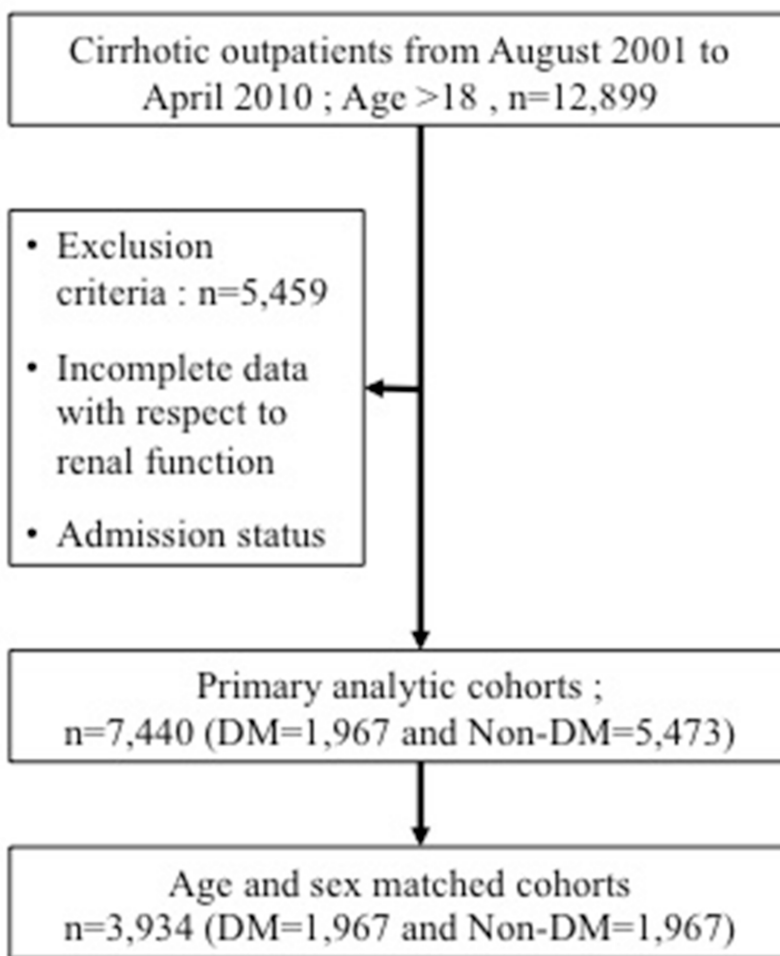 Cirrhotic outpatients from August 2001 to
April 2010 ; Age >18 , n=12,899
• Exclusion
criteria : n=5,459
• Incomplete data
with respect to
renal function
• Admission status
Primary analytic cohorts ;
n=7,440 (DM=1,967 and Non-DM=5,473)
Age and sex matched cohorts
n=3,934 (DM=1,967 and Non-DM=1,967)